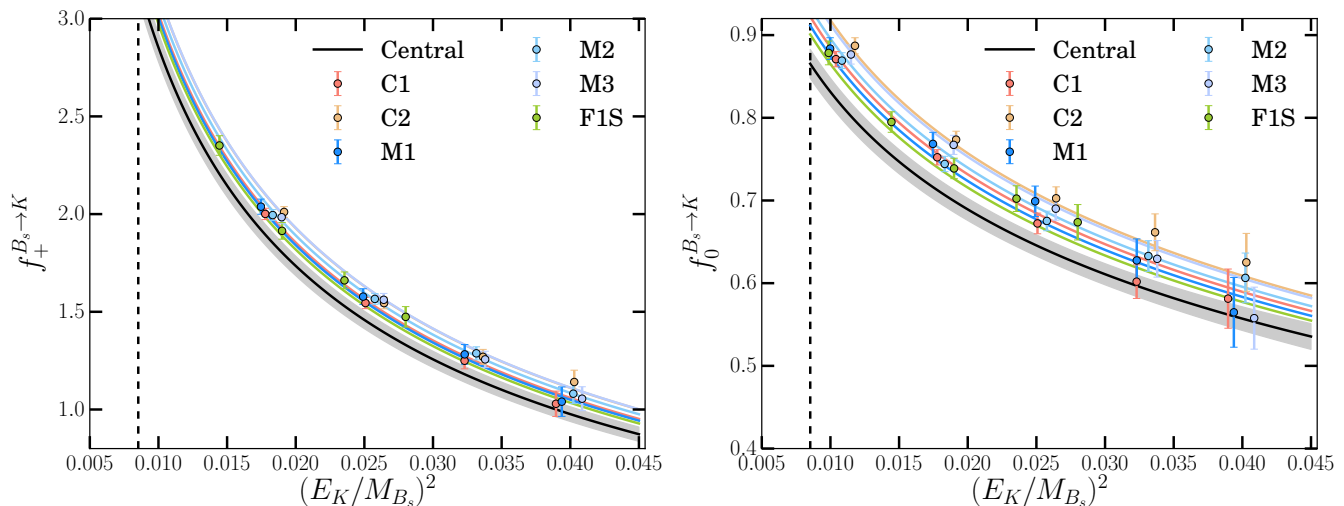 3.0
2.5
2.0
1.5
1.0
f_+^{B_s→K}
Central
C1
C2
M1
M2
M3
F1S
0.005 0.010 0.015 0.020 0.025 0.030 0.035 0.040 0.045
(E_K/M_{B_s})^2
0.9
0.8
0.7
0.6
0.5
0.4
f_0^{B_s→K}
Central
C1
C2
M1
M2
M3
F1S
0.005 0.010 0.015 0.020 0.025 0.030 0.035 0.040 0.045
(E_K/M_{B_s})^2